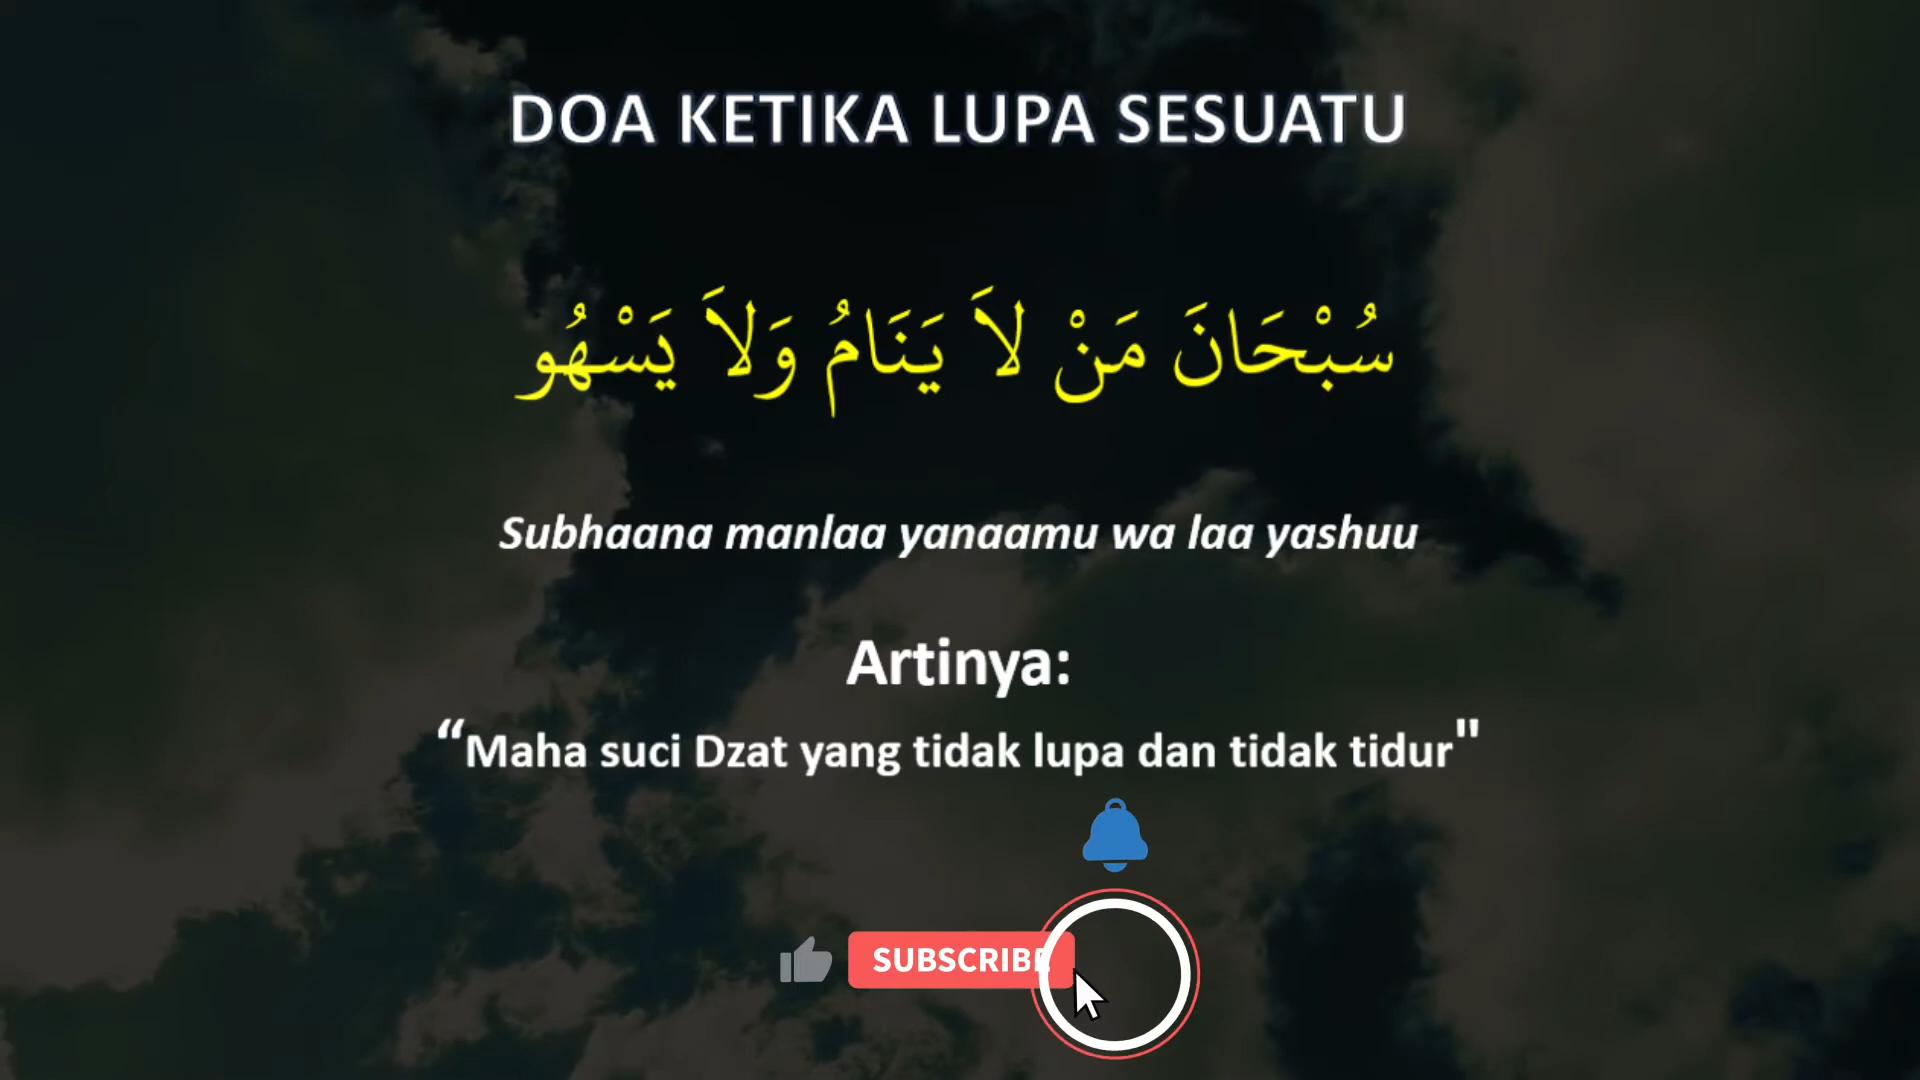 DOA KETIKA LUPA SESUATU
سُبْحَانَ مَنْ لاَ يَنَامُ وَلاَ يَسْهُو
Subhaana manlaa yanaamu wa laa yashuu
Artinya:
“Maha suci Dzat yang tidak lupa dan tidak tidur"
SUBSCRIBE